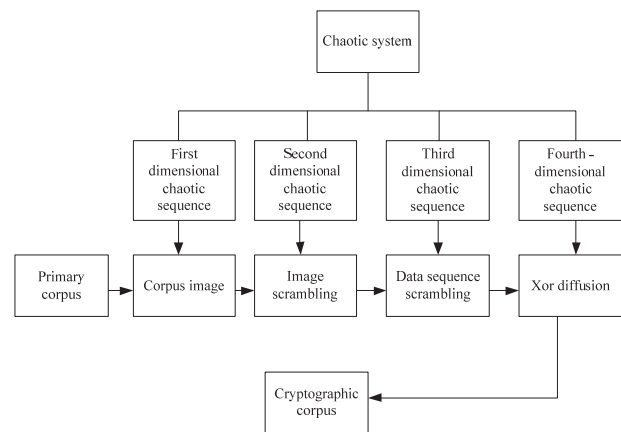 Chaotic
system
First
dimensional
chaotic
sequence
Second
dimensional
chaotic
sequence
Third
dimensional
chaotic
sequence
Fourth-
dimensional
chaotic
sequence
Primary
corpus
Corpus image
Image
scrambling
Data sequence
scrambling
Xor diffusion
Cryptographic
corpus